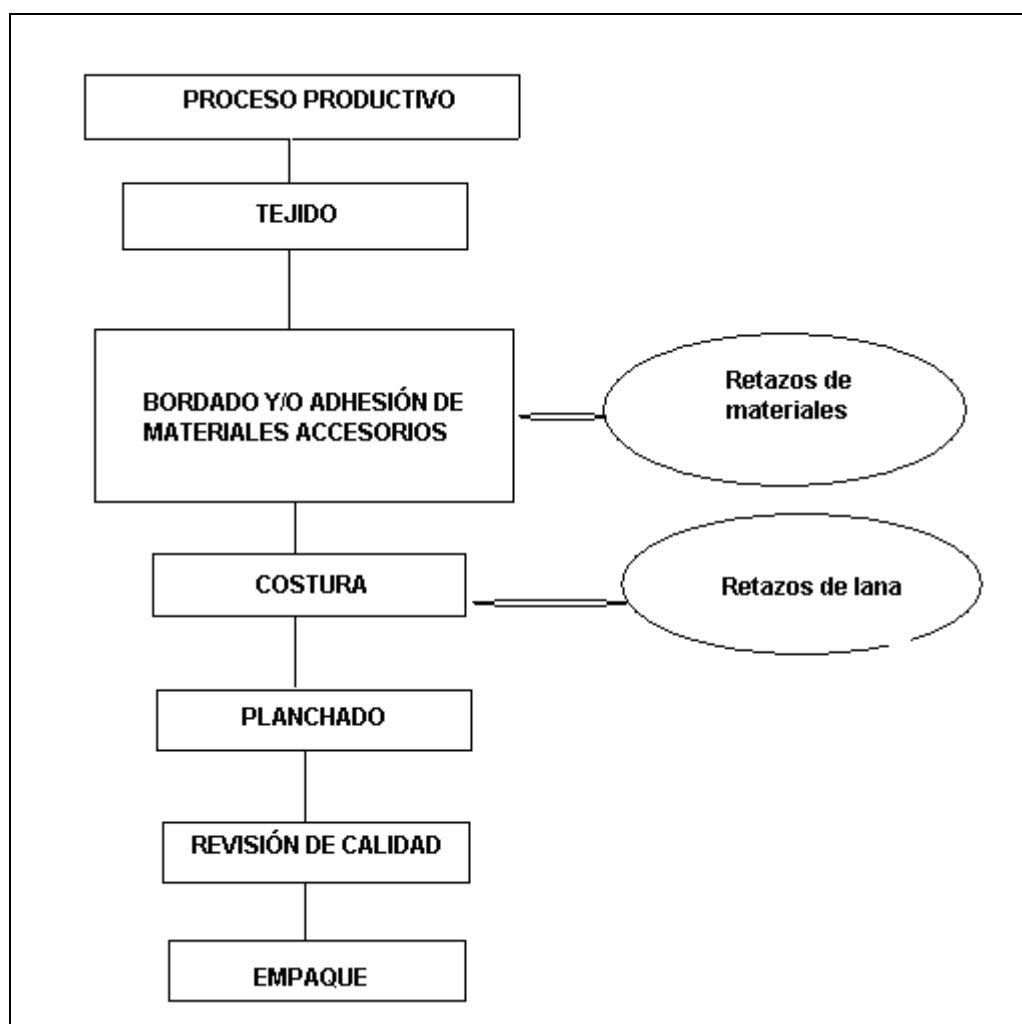 PROCESO PRODUCTIVO
TEJIDO
BORDADO Y/O ADHESIÓN DE
MATERIALES ACCESORIOS
Retazos de
materiales
COSTURA
Retazos de lana
PLANCHADO
REVISIÓN DE CALIDAD
EMPAQUE